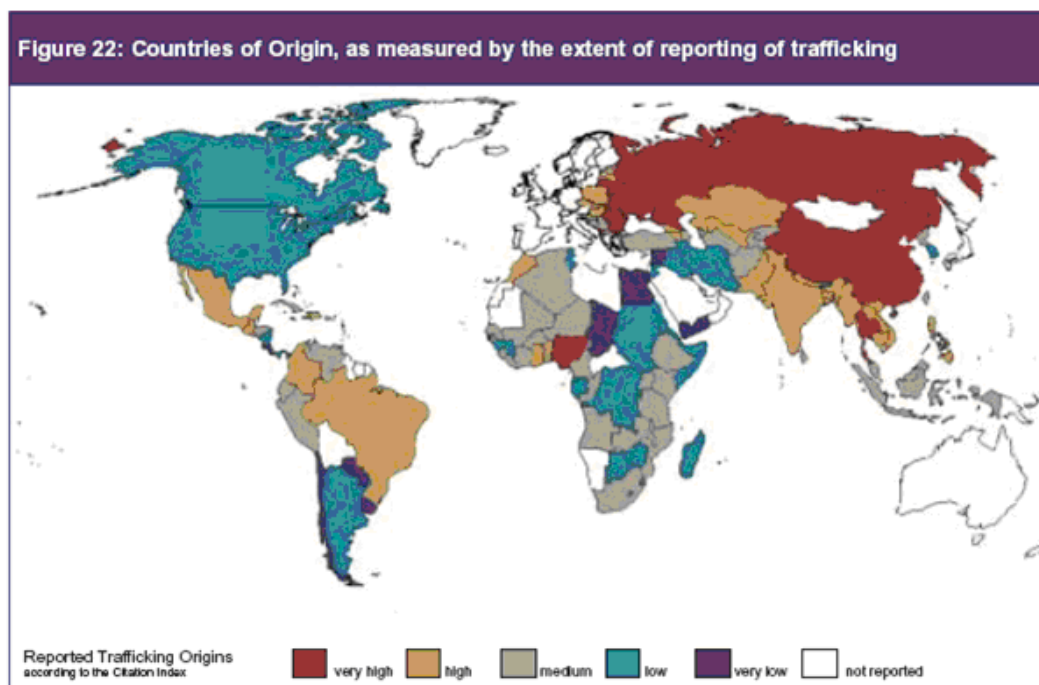 Figure 22: Countries of Origin, as measured by the extent of reporting of trafficking
Reported Trafficking Origins
according to the Citation Index
very high
high
medium
low
very low
not reported